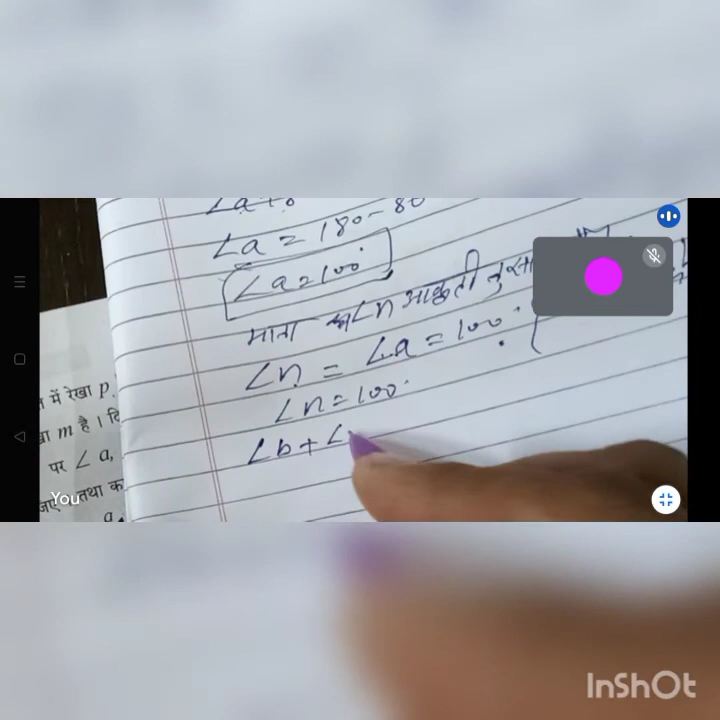 ∠a = 180 - 80
∠a = 100°
माना ∠n आकृती
∠n = ∠a = 100°
∠n = 100°
∠b + ∠
में रेखा p
m है । दि
पर ∠ a,
तथा क
a
You
InShOt